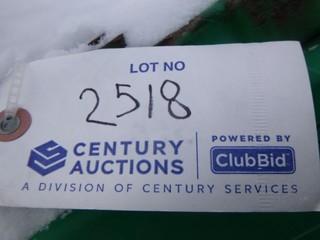 LOT NO
2518
CENTURY AUCTIONS
POWERED BY
ClubBid
A DIVISION OF CENTURY SERVICES